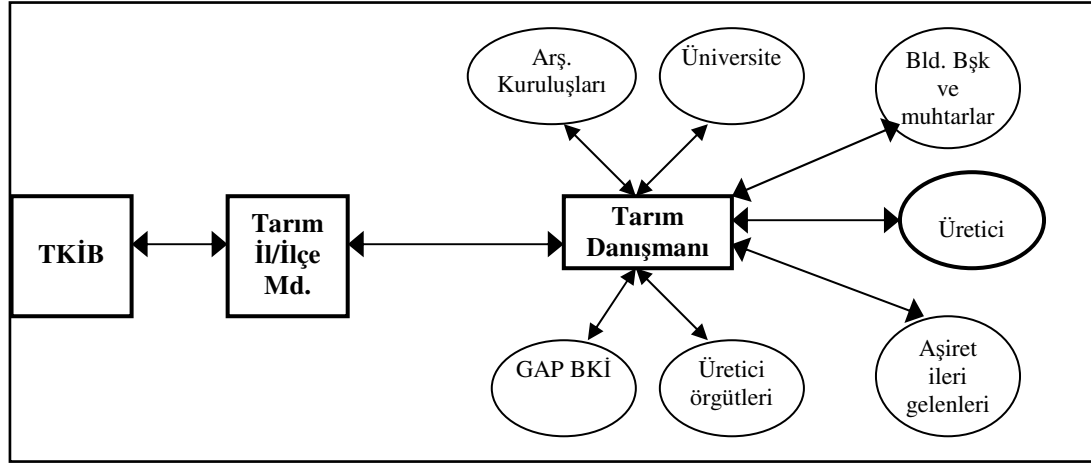 Arş.
Kuruluşları
Üniversite
Bld. Bşk
ve
muhtarlar
TKİB
Tarım
İl/İlçe
Md.
Tarım
Danışmanı
Üretici
GAP BKİ
Üretici
örgütleri
Aşiret
ileri
gelenleri